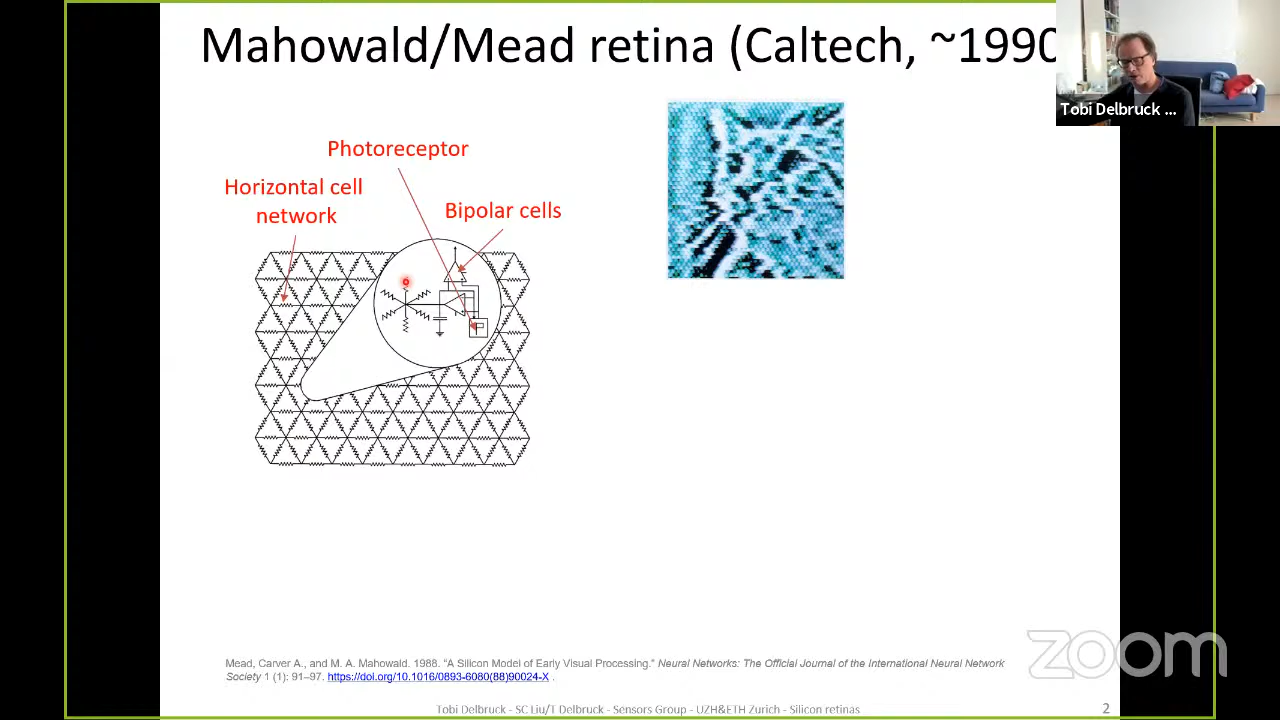 Mahowald/Mead retina (Caltech, ~1990
Tobi Delbruck ...
Photoreceptor
Horizontal cell
network
Bipolar cells
Mead, Carver A., and M. A. Mahowald. 1988. “A Silicon Model of Early Visual Processing.” Neural Networks: The Official Journal of the International Neural Network
Society 1 (1): 91–97. https://doi.org/10.1016/0893-6080(88)90024-X .
zoom
Tobi Delbruck - SC Liu/T Delbruck - Sensors Group - UZH&ETH Zurich - Silicon retinas
2